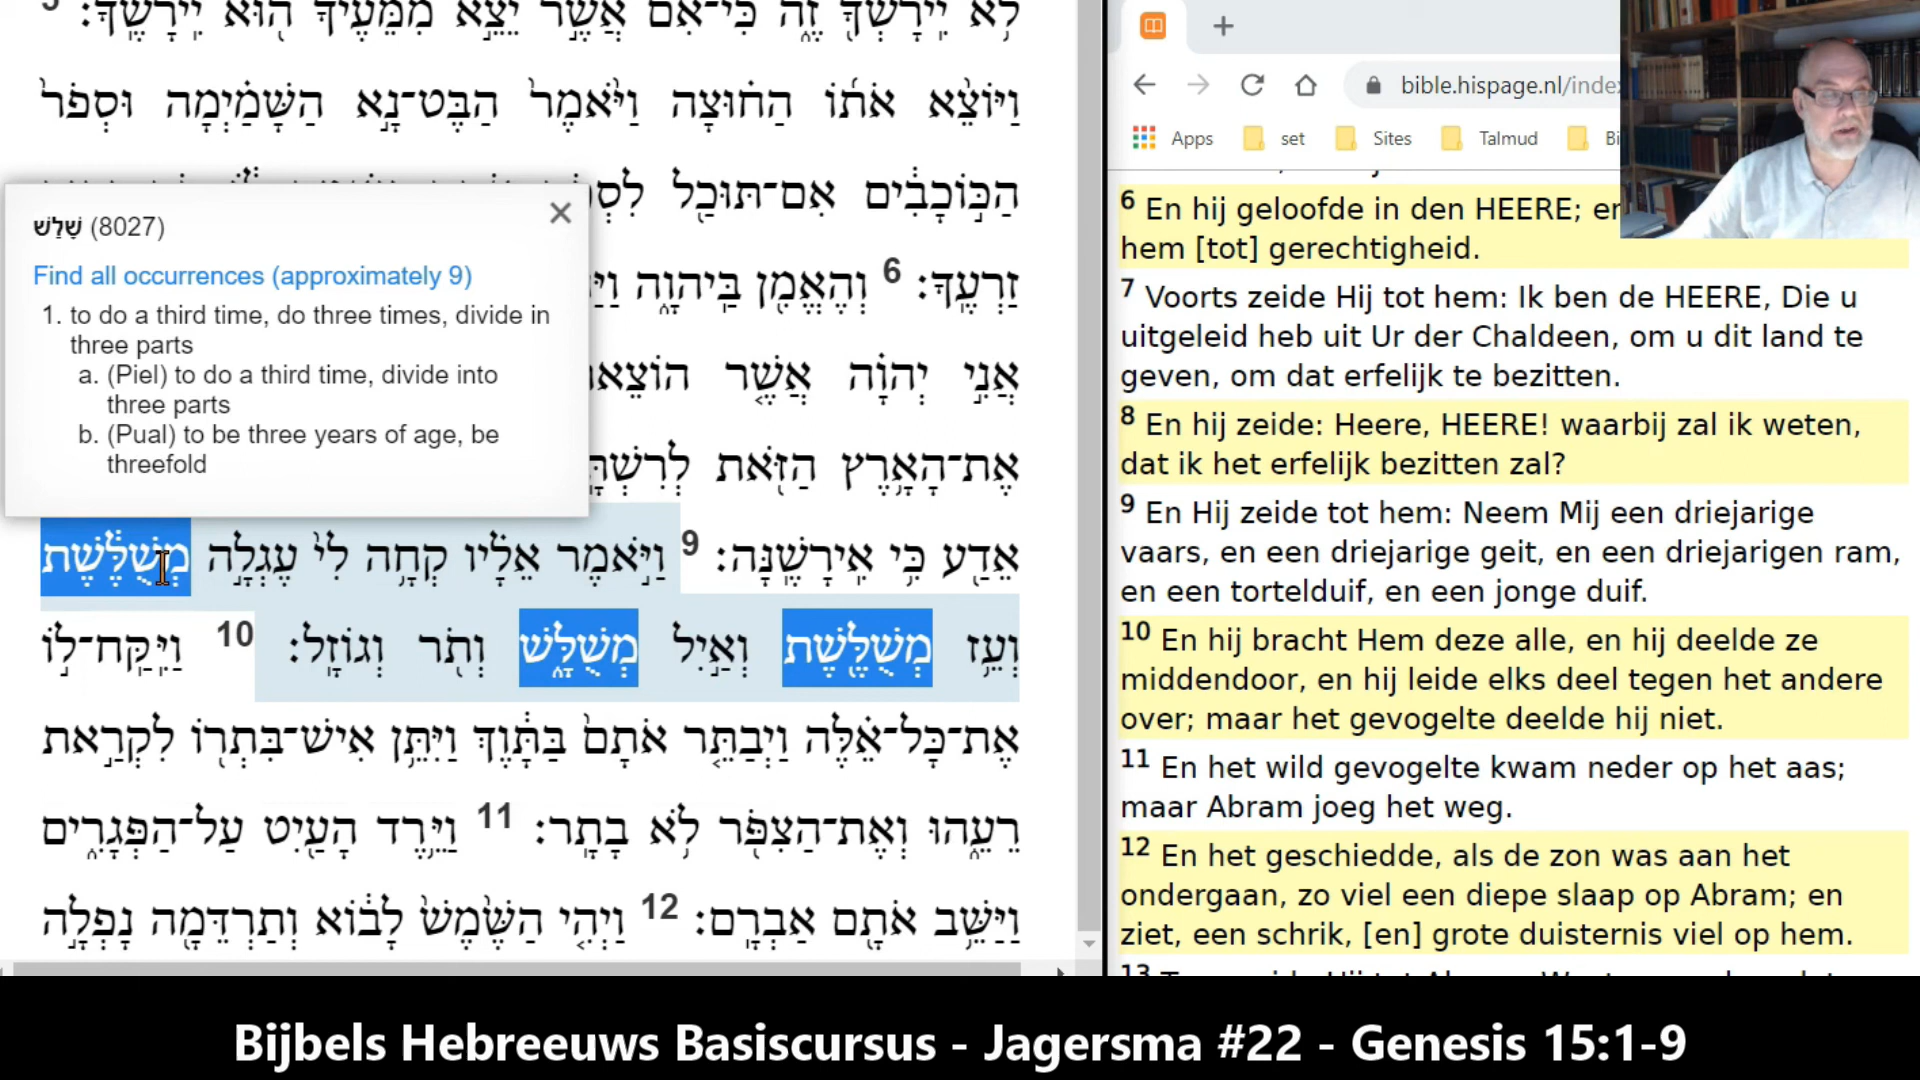 לֹ֥א יִֽירָשְׁךָ֖ זֶ֑ה כִּי־אִם֙ אֲשֶׁ֣ר יֵצֵ֣א מִמֵּעֶ֔יךָ ה֖וּא יִֽירָשֶֽׁךָ׃ 5
וַיּוֹצֵ֨א אֹת֜וֹ הַח֗וּצָה וַיֹּ֙אמֶר֙ הַבֶּט־נָ֣א הַשָּׁמַ֗יְמָה וּסְפֹר֙
הַכּ֣וֹכָבִ֔ים אִם־תּוּכַ֖ל
זַרְעֶֽךָ׃ 6 וְהֶאֱמִ֖ן בַּֽיהוָ֑ה
אֲנִ֣י יְהוָ֗ה אֲשֶׁ֤ר
אֶת־הָאָ֥רֶץ הַזֹּ֖את לְרִשְׁתָּֽהּ
אֵדַ֖ע כִּ֥י אִֽירָשֶֽׁנָּה׃ 9 וַיֹּ֣אמֶר אֵלָ֗יו קְחָ֥ה לִי֙ עֶגְלָ֣ה מְשֻׁלֶּ֔שֶׁת
וְעֵ֥ז מְשֻׁלֶּ֖שֶׁת וְאַ֣יִל מְשֻׁלָּ֑שׁ וְתֹ֖ר וְגוֹזָֽל׃ 10 וַיִּֽקַּֽח־ל֣וֹ
אֶת־כָּל־אֵ֗לֶּה וַיְבַתֵּ֤ר אֹתָם֙ בַּתָּ֔וֶךְ וַיִּתֵּ֥ן אִישׁ־בִּתְר֖וֹ לִקְרַ֣את
רֵעֵ֑הוּ וְאֶת־הַצִפֹּ֖ר לֹ֥א בָתָֽר׃ 11 וַיֵּ֥רֶד הָעַ֖יִט עַל־הַפְּגָרִ֑ים
וַיַּשֵּׁ֥ב אֹתָ֖ם אַבְרָֽם׃ 12 וַיְהִ֤י הַשֶּׁ֙מֶשׁ֙ לָב֔וֹא וְתַרְדֵּמָ֖ה נָפְלָ֣ה
שָׁלַשׁ (8027)
Find all occurrences (approximately 9)
1. to do a third time, do three times, divide in
three parts
a. (Piel) to do a third time, divide into
three parts
b. (Pual) to be three years of age, be
threefold
bible.hispage.nl/index
Apps set Sites Talmud Bi
6 En hij geloofde in den HEERE; en
hem [tot] gerechtigheid.
7 Voorts zeide Hij tot hem: Ik ben de HEERE, Die u
uitgeleid heb uit Ur der Chaldeen, om u dit land te
geven, om dat erfelijk te bezitten.
8 En hij zeide: Heere, HEERE! waarbij zal ik weten,
dat ik het erfelijk bezitten zal?
9 En Hij zeide tot hem: Neem Mij een driejarige
vaars, en een driejarige geit, en een driejarigen ram,
en een tortelduif, en een jonge duif.
10 En hij bracht Hem deze alle, en hij deelde ze
middendoor, en hij leide elks deel tegen het andere
over; maar het gevogelte deelde hij niet.
11 En het wild gevogelte kwam neder op het aas;
maar Abram joeg het weg.
12 En het geschiedde, als de zon was aan het
ondergaan, zo viel een diepe slaap op Abram; en
ziet, een schrik, [en] grote duisternis viel op hem.
Bijbels Hebreeuws Basiscursus - Jagersma #22 - Genesis 15:1-9